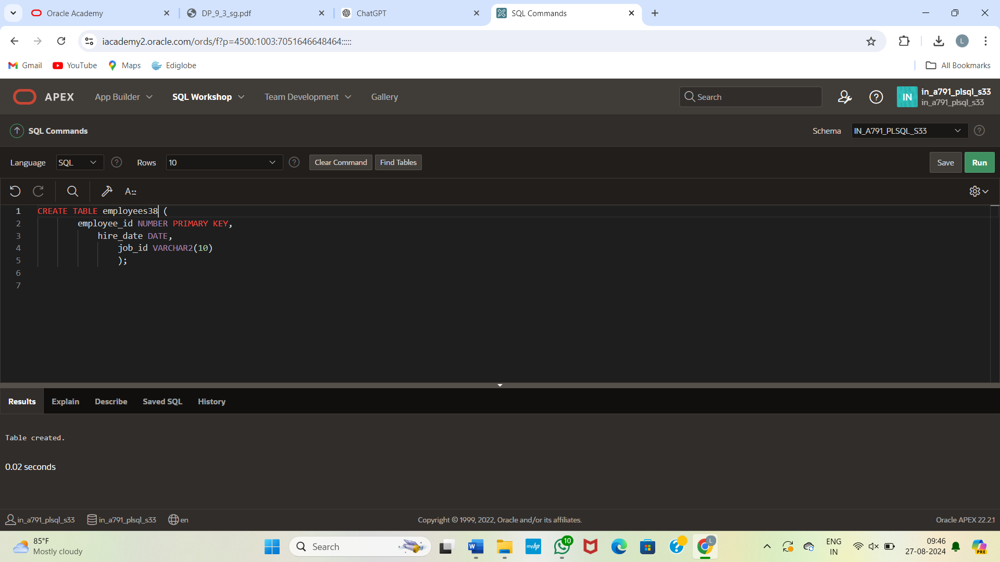 Oracle Academy
DP_9_3_sg.pdf
ChatGPT
SQL Commands
iacademy2.oracle.com/ords/f?p=4500:1003:7051646648464:::::
L
Gmail
YouTube
Maps
Ediglobe
All Bookmarks
APEX
App Builder
SQL Workshop
Team Development
Gallery
Search
IN
in_a791_plsql_s33
in_a791_plsql_s33
SQL Commands
Schema
IN_A791_PLSQL_S33
Language
SQL
Rows
10
Clear Command
Find Tables
Save
Run
A::
1 CREATE TABLE employees38 (
2 employee_id NUMBER PRIMARY KEY,
3 hire_date DATE,
4 job_id VARCHAR2(10)
5 );
6
7
Results
Explain
Describe
Saved SQL
History
Table created.
0.02 seconds
in_a791_plsql_s33
in_a791_plsql_s33
en
Copyright © 1999, 2022, Oracle and/or its affiliates.
Oracle APEX 22.2.1
85°F
Mostly cloudy
Search
W
myhp
10
L
ENG
IN
09:46
27-08-2024
PRE